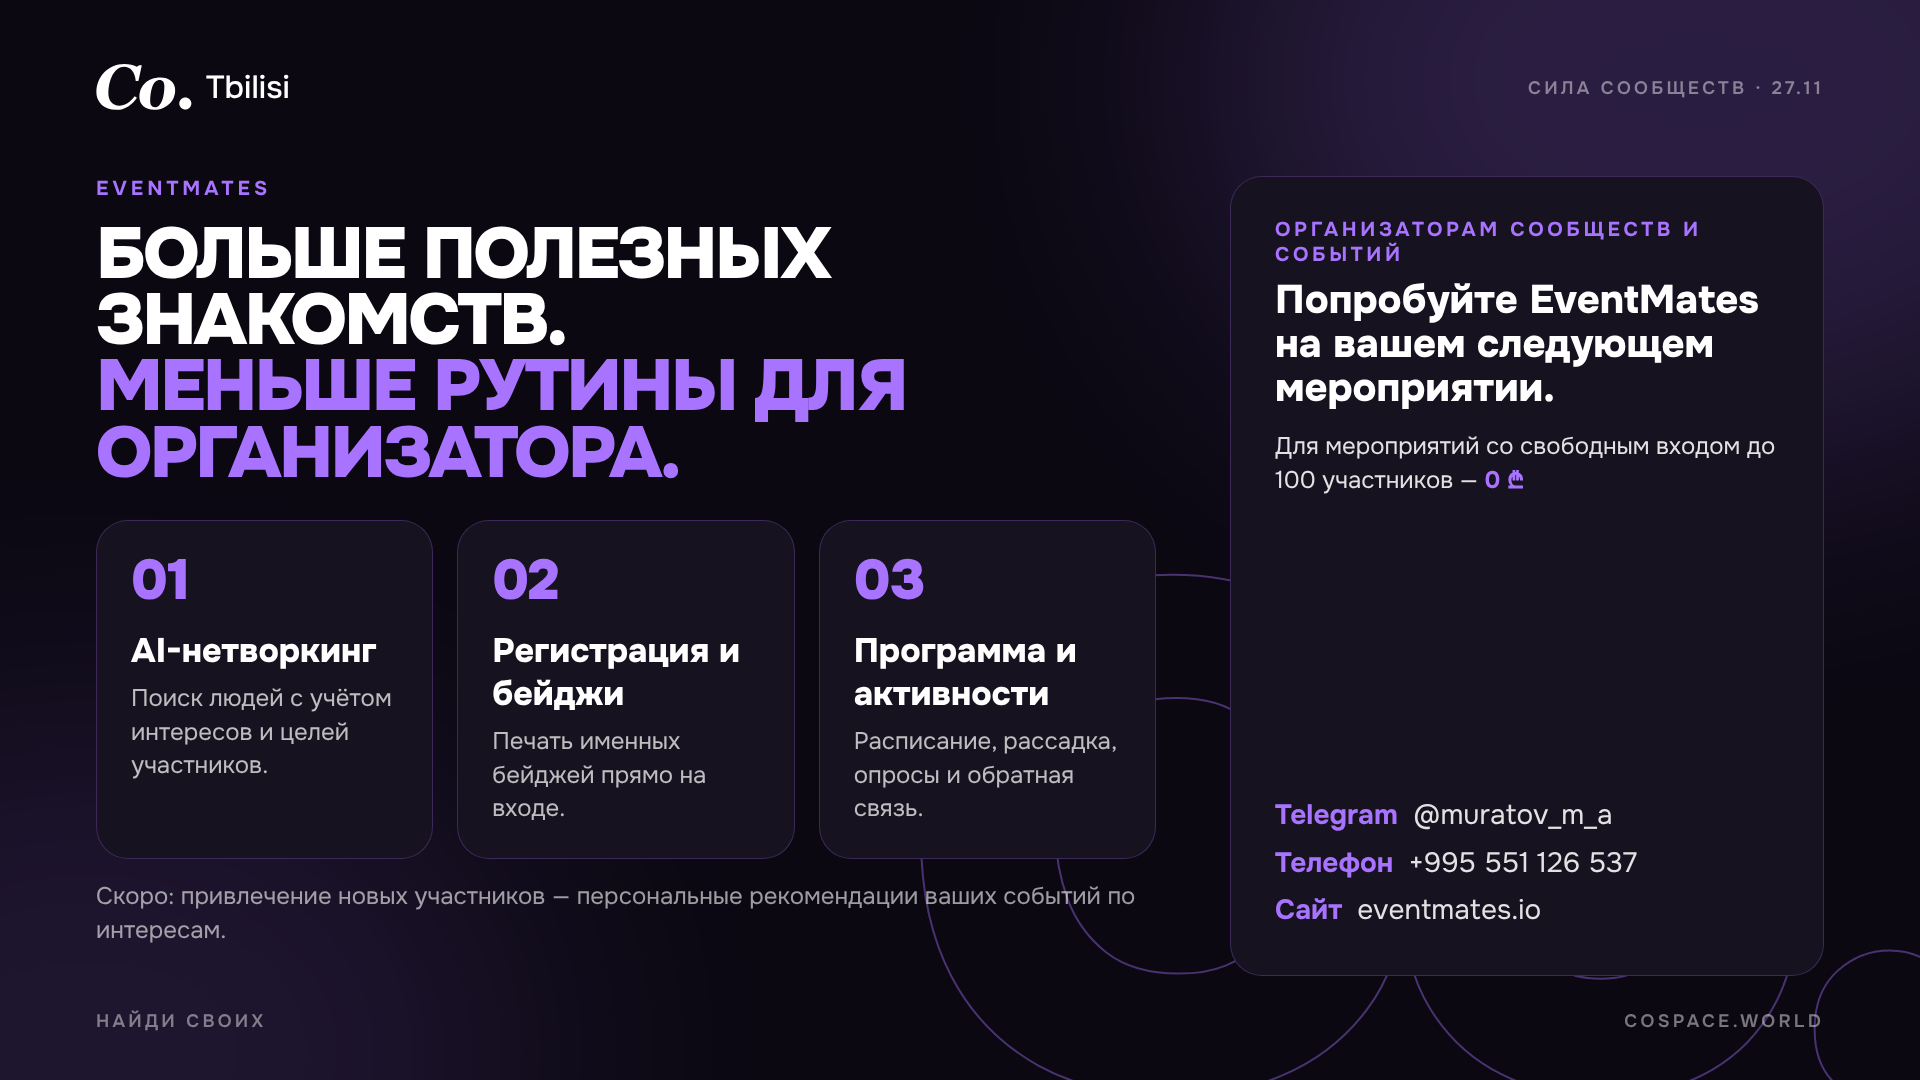 Co. Tbilisi
СИЛА СООБЩЕСТВ · 27.11
EVENTMATES
БОЛЬШЕ ПОЛЕЗНЫХ
ЗНАКОМСТВ.
МЕНЬШЕ РУТИНЫ ДЛЯ
ОРГАНИЗАТОРА.
01
AI-нетворкинг
Поиск людей с учётом
интересов и целей
участников.
02
Регистрация и
бейджи
Печать именных
бейджей прямо на
входе.
03
Программа и
активности
Расписание, рассадка,
опросы и обратная
связь.
Скоро: привлечение новых участников — персональные рекомендации ваших событий по
интересам.
ОРГАНИЗАТОРАМ СООБЩЕСТВ И
СОБЫТИЙ
Попробуйте EventMates
на вашем следующем
мероприятии.
Для мероприятий со свободным входом до
100 участников — 0 ₾
Telegram @muratov_m_a
Телефон +995 551 126 537
Сайт eventmates.io
НАЙДИ СВОИХ
COSPACE.WORLD